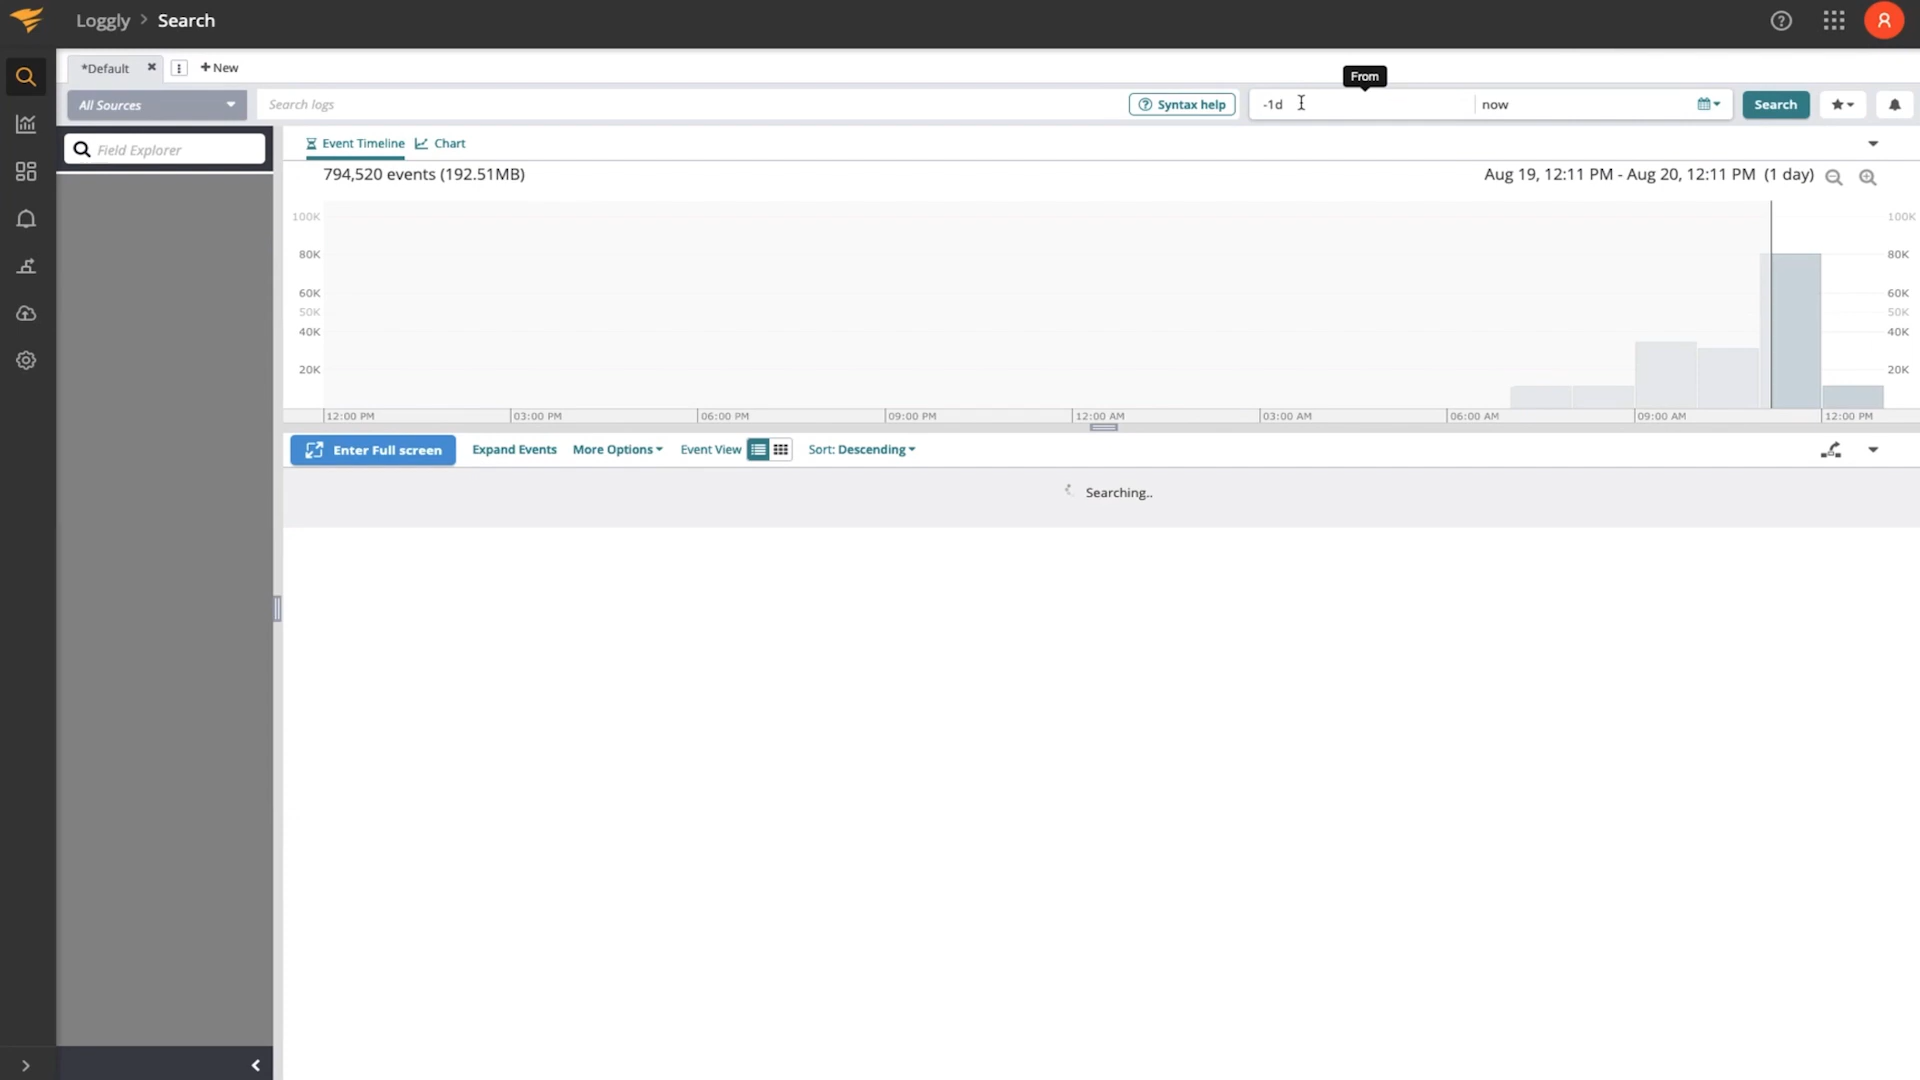 Loggly > Search
*Default
+ New
From
All Sources
Search logs
Syntax help
-1d
now
Search
Field Explorer
Event Timeline
Chart
794,520 events (192.51MB)
Aug 19, 12:11 PM - Aug 20, 12:11 PM (1 day)
100K
80K
60K
50K
40K
20K
100K
80K
60K
50K
40K
20K
12:00 PM
03:00 PM
06:00 PM
09:00 PM
12:00 AM
03:00 AM
06:00 AM
09:00 AM
12:00 PM
Enter Full screen
Expand Events
More Options
Event View
Sort: Descending
Searching..